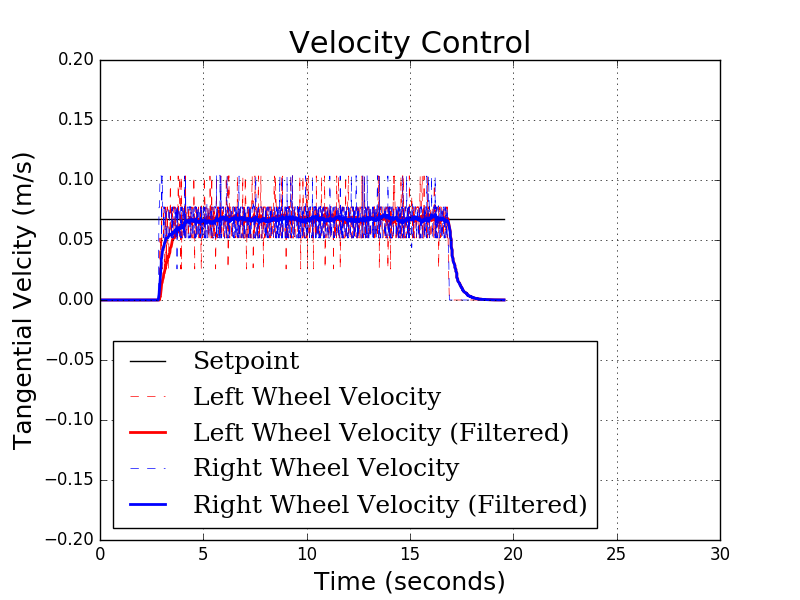 Velocity Control
Tangential Velcity (m/s)
0.20
0.15
0.10
0.05
0.00
−0.05
−0.10
−0.15
−0.20
Setpoint
Left Wheel Velocity
Left Wheel Velocity (Filtered)
Right Wheel Velocity
Right Wheel Velocity (Filtered)
0 5 10 15 20 25 30
Time (seconds)